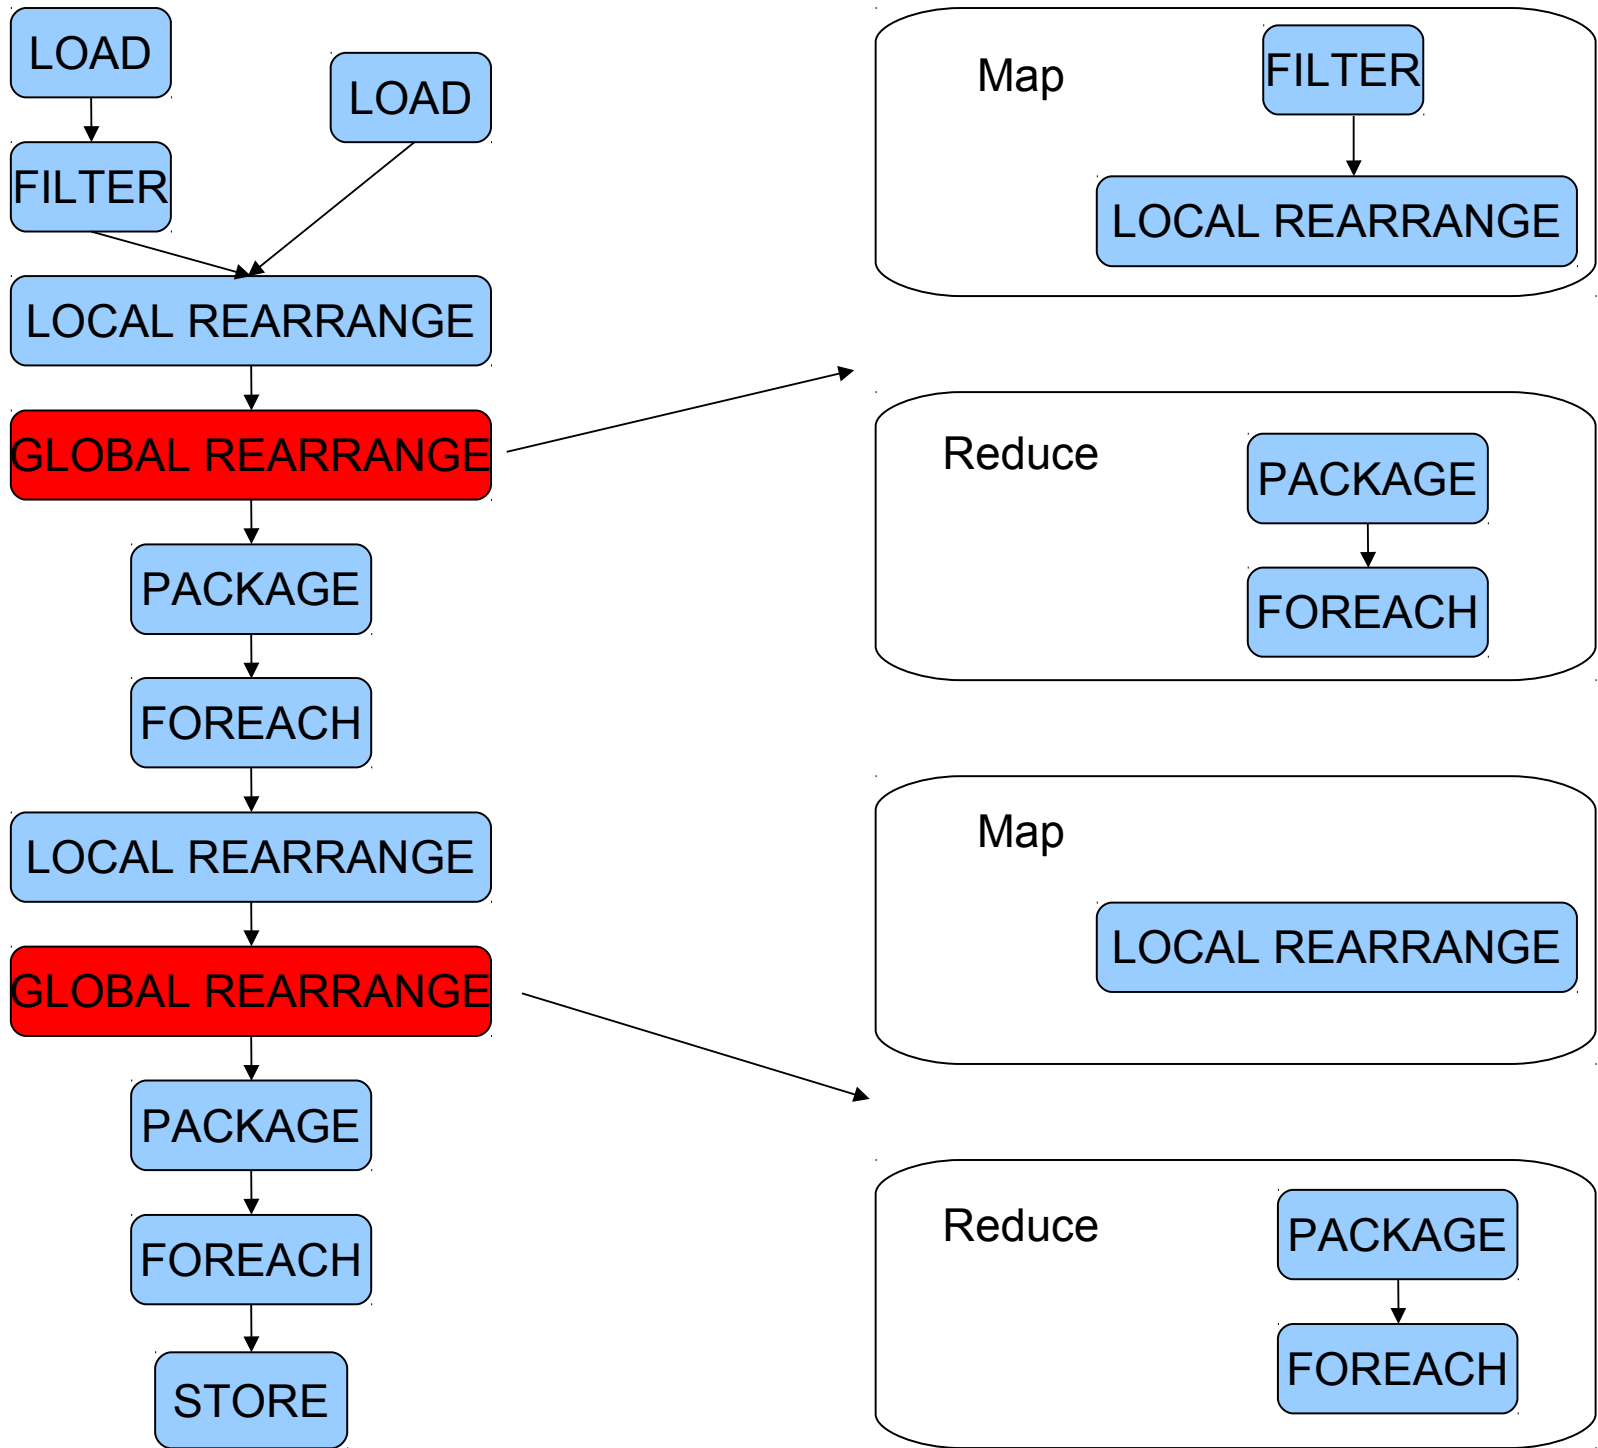 LOAD
LOAD
FILTER
LOCAL REARRANGE
GLOBAL REARRANGE
PACKAGE
FOREACH
LOCAL REARRANGE
GLOBAL REARRANGE
PACKAGE
FOREACH
STORE
Map
FILTER
LOCAL REARRANGE
Reduce
PACKAGE
FOREACH
Map
LOCAL REARRANGE
Reduce
PACKAGE
FOREACH